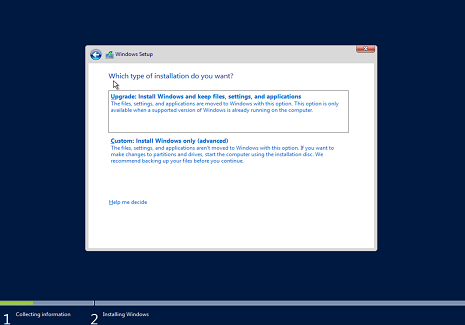 Windows Setup
Which type of installation do you want?
Upgrade: Install Windows and keep files, settings, and applications
The files, settings, and applications are moved to Windows with this option. This option is only
available when a supported version of Windows is already running on the computer.
Custom: Install Windows only (advanced)
The files, settings, and applications aren't moved to Windows with this option. If you want to
make changes to partitions and drives, start the computer using the installation disc. We
recommend backing up your files before you continue.
Help me decide
1 Collecting information
2 Installing Windows